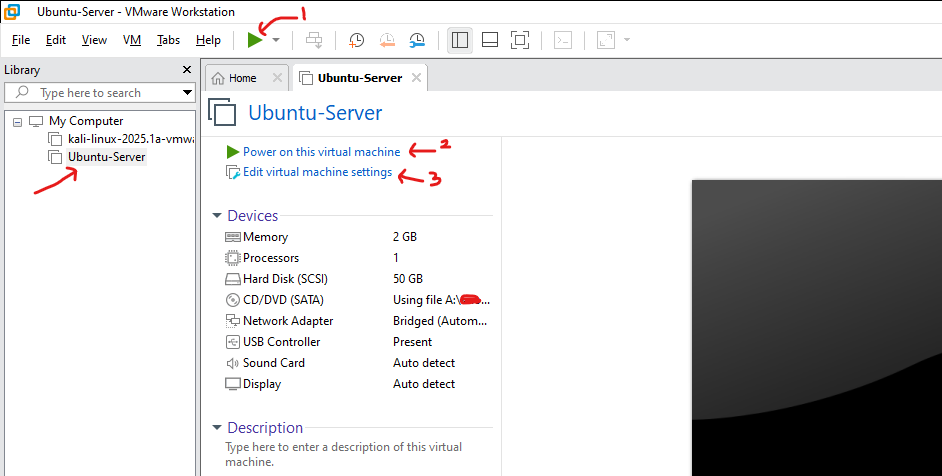 Ubuntu-Server - VMware Workstation
1
File Edit View VM Tabs Help
Library
Home
Ubuntu-Server
Type here to search
My Computer
kali-linux-2025.1a-vmwa
Ubuntu-Server
Ubuntu-Server
Power on this virtual machine
2
Edit virtual machine settings
3
Devices
Memory 2 GB
Processors 1
Hard Disk (SCSI) 50 GB
CD/DVD (SATA) Using file A:\...
Network Adapter Bridged (Autom...
USB Controller Present
Sound Card Auto detect
Display Auto detect
Description
Type here to enter a description of this virtual
machine.